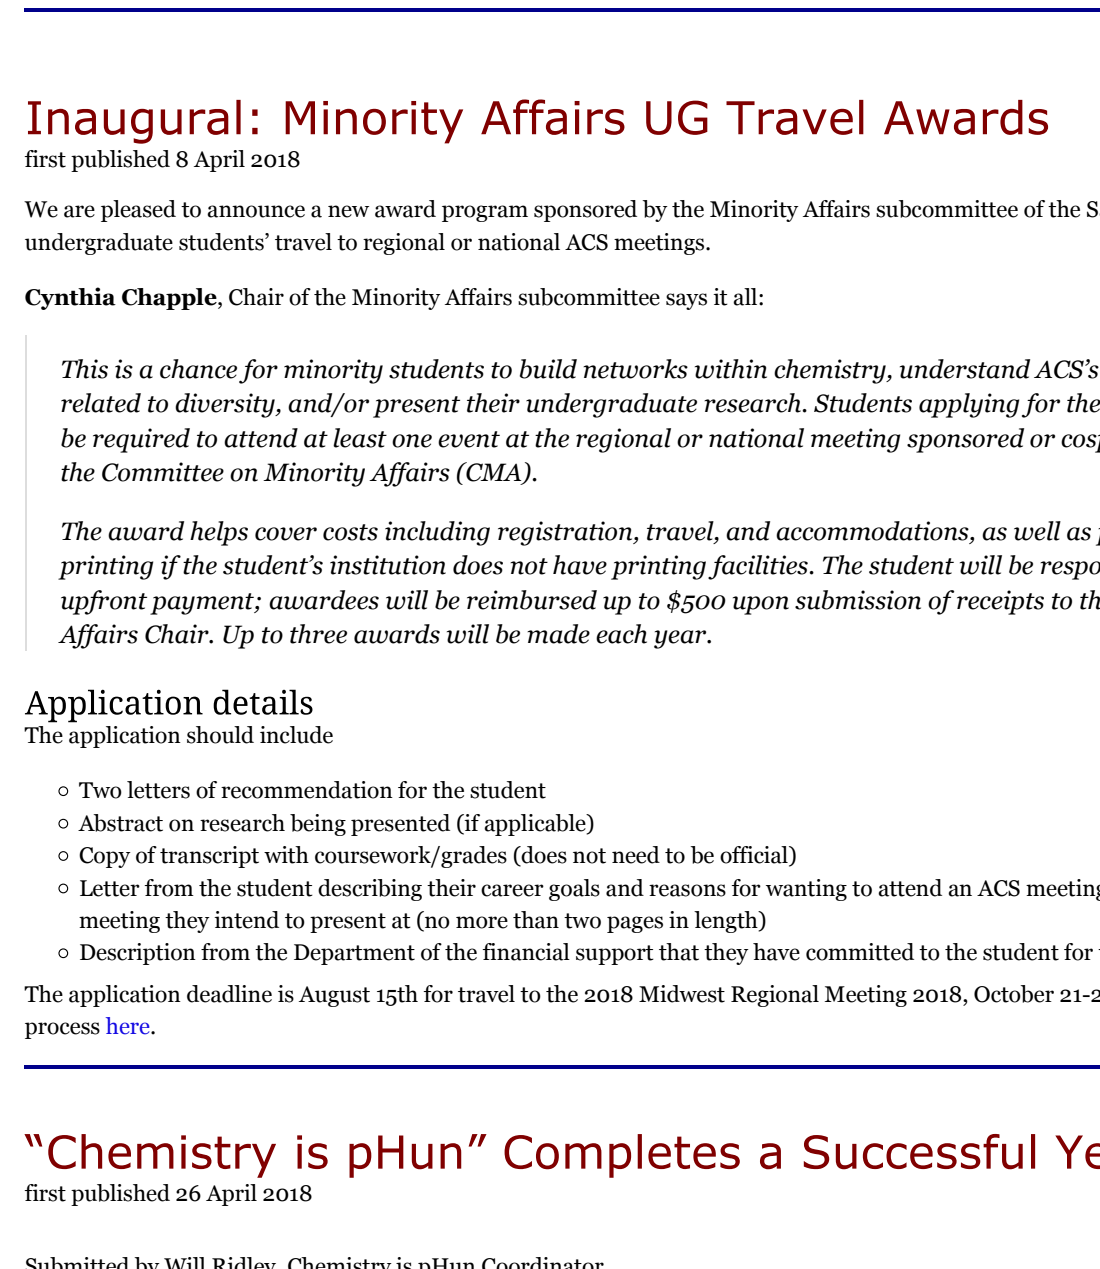 Inaugural: Minority Affairs UG Travel Awards
first published 8 April 2018
We are pleased to announce a new award program sponsored by the Minority Affairs subcommittee of the
undergraduate students’ travel to regional or national ACS meetings.
Cynthia Chapple, Chair of the Minority Affairs subcommittee says it all:
This is a chance for minority students to build networks within chemistry, understand ACS’s
related to diversity, and/or present their undergraduate research. Students applying for the
be required to attend at least one event at the regional or national meeting sponsored or
the Committee on Minority Affairs (CMA).
The award helps cover costs including registration, travel, and accommodations, as well as
printing if the student’s institution does not have printing facilities. The student will be
upfront payment; awardees will be reimbursed up to $500 upon submission of receipts to
Affairs Chair. Up to three awards will be made each year.
Application details
The application should include
Two letters of recommendation for the student
Abstract on research being presented (if applicable)
Copy of transcript with coursework/grades (does not need to be official)
Letter from the student describing their career goals and reasons for wanting to attend an ACS meeting
meeting they intend to present at (no more than two pages in length)
Description from the Department of the financial support that they have committed to the student for
The application deadline is August 15th for travel to the 2018 Midwest Regional Meeting 2018, October
process here.
“Chemistry is pHun” Completes a Successful
first published 26 April 2018
Submitted by Will Ridley, Chemistry is pHun Coordinator